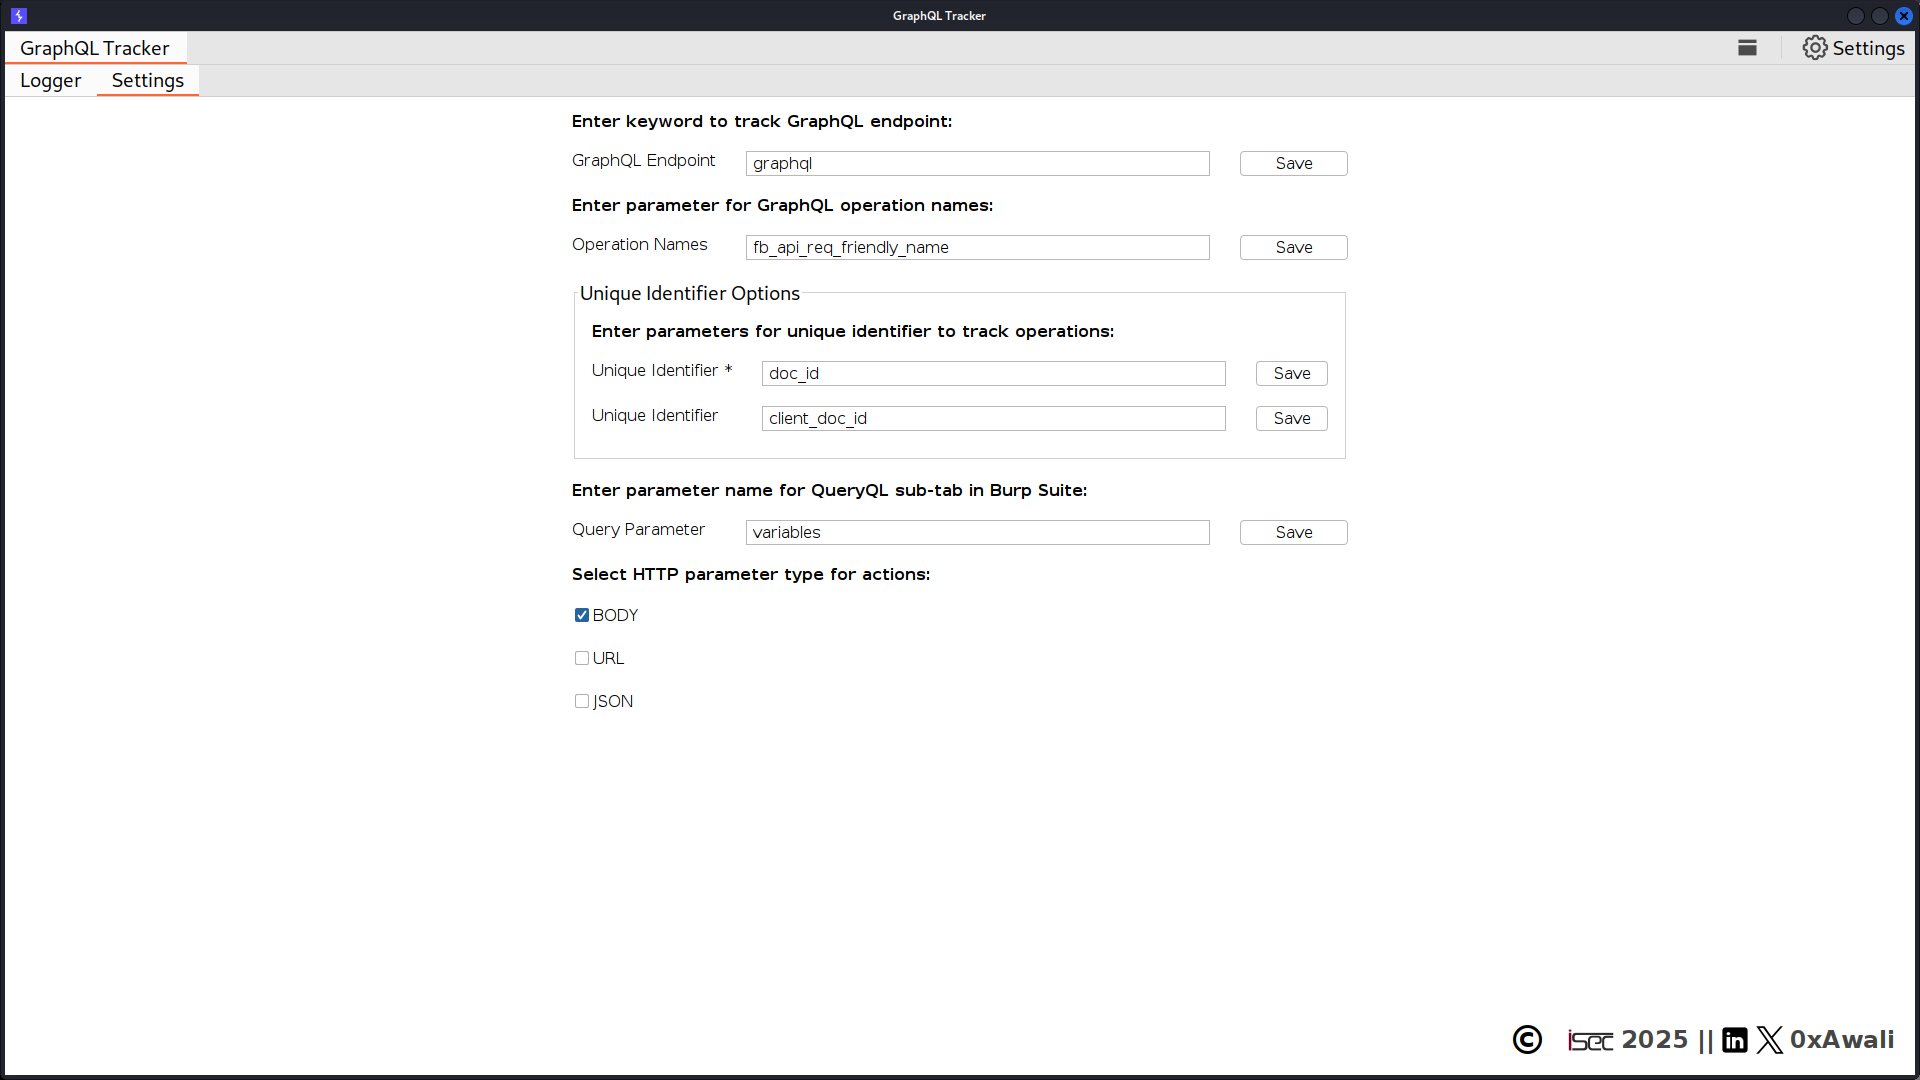 GraphQL Tracker
GraphQL Tracker
Settings
Logger
Settings
Enter keyword to track GraphQL endpoint:
GraphQL Endpoint
graphql
Save
Enter parameter for GraphQL operation names:
Operation Names
fb_api_req_friendly_name
Save
Unique Identifier Options
Enter parameters for unique identifier to track operations:
Unique Identifier *
doc_id
Save
Unique Identifier
client_doc_id
Save
Enter parameter name for QueryQL sub-tab in Burp Suite:
Query Parameter
variables
Save
Select HTTP parameter type for actions:
BODY
URL
JSON
© isec 2025 || in X 0xAwali